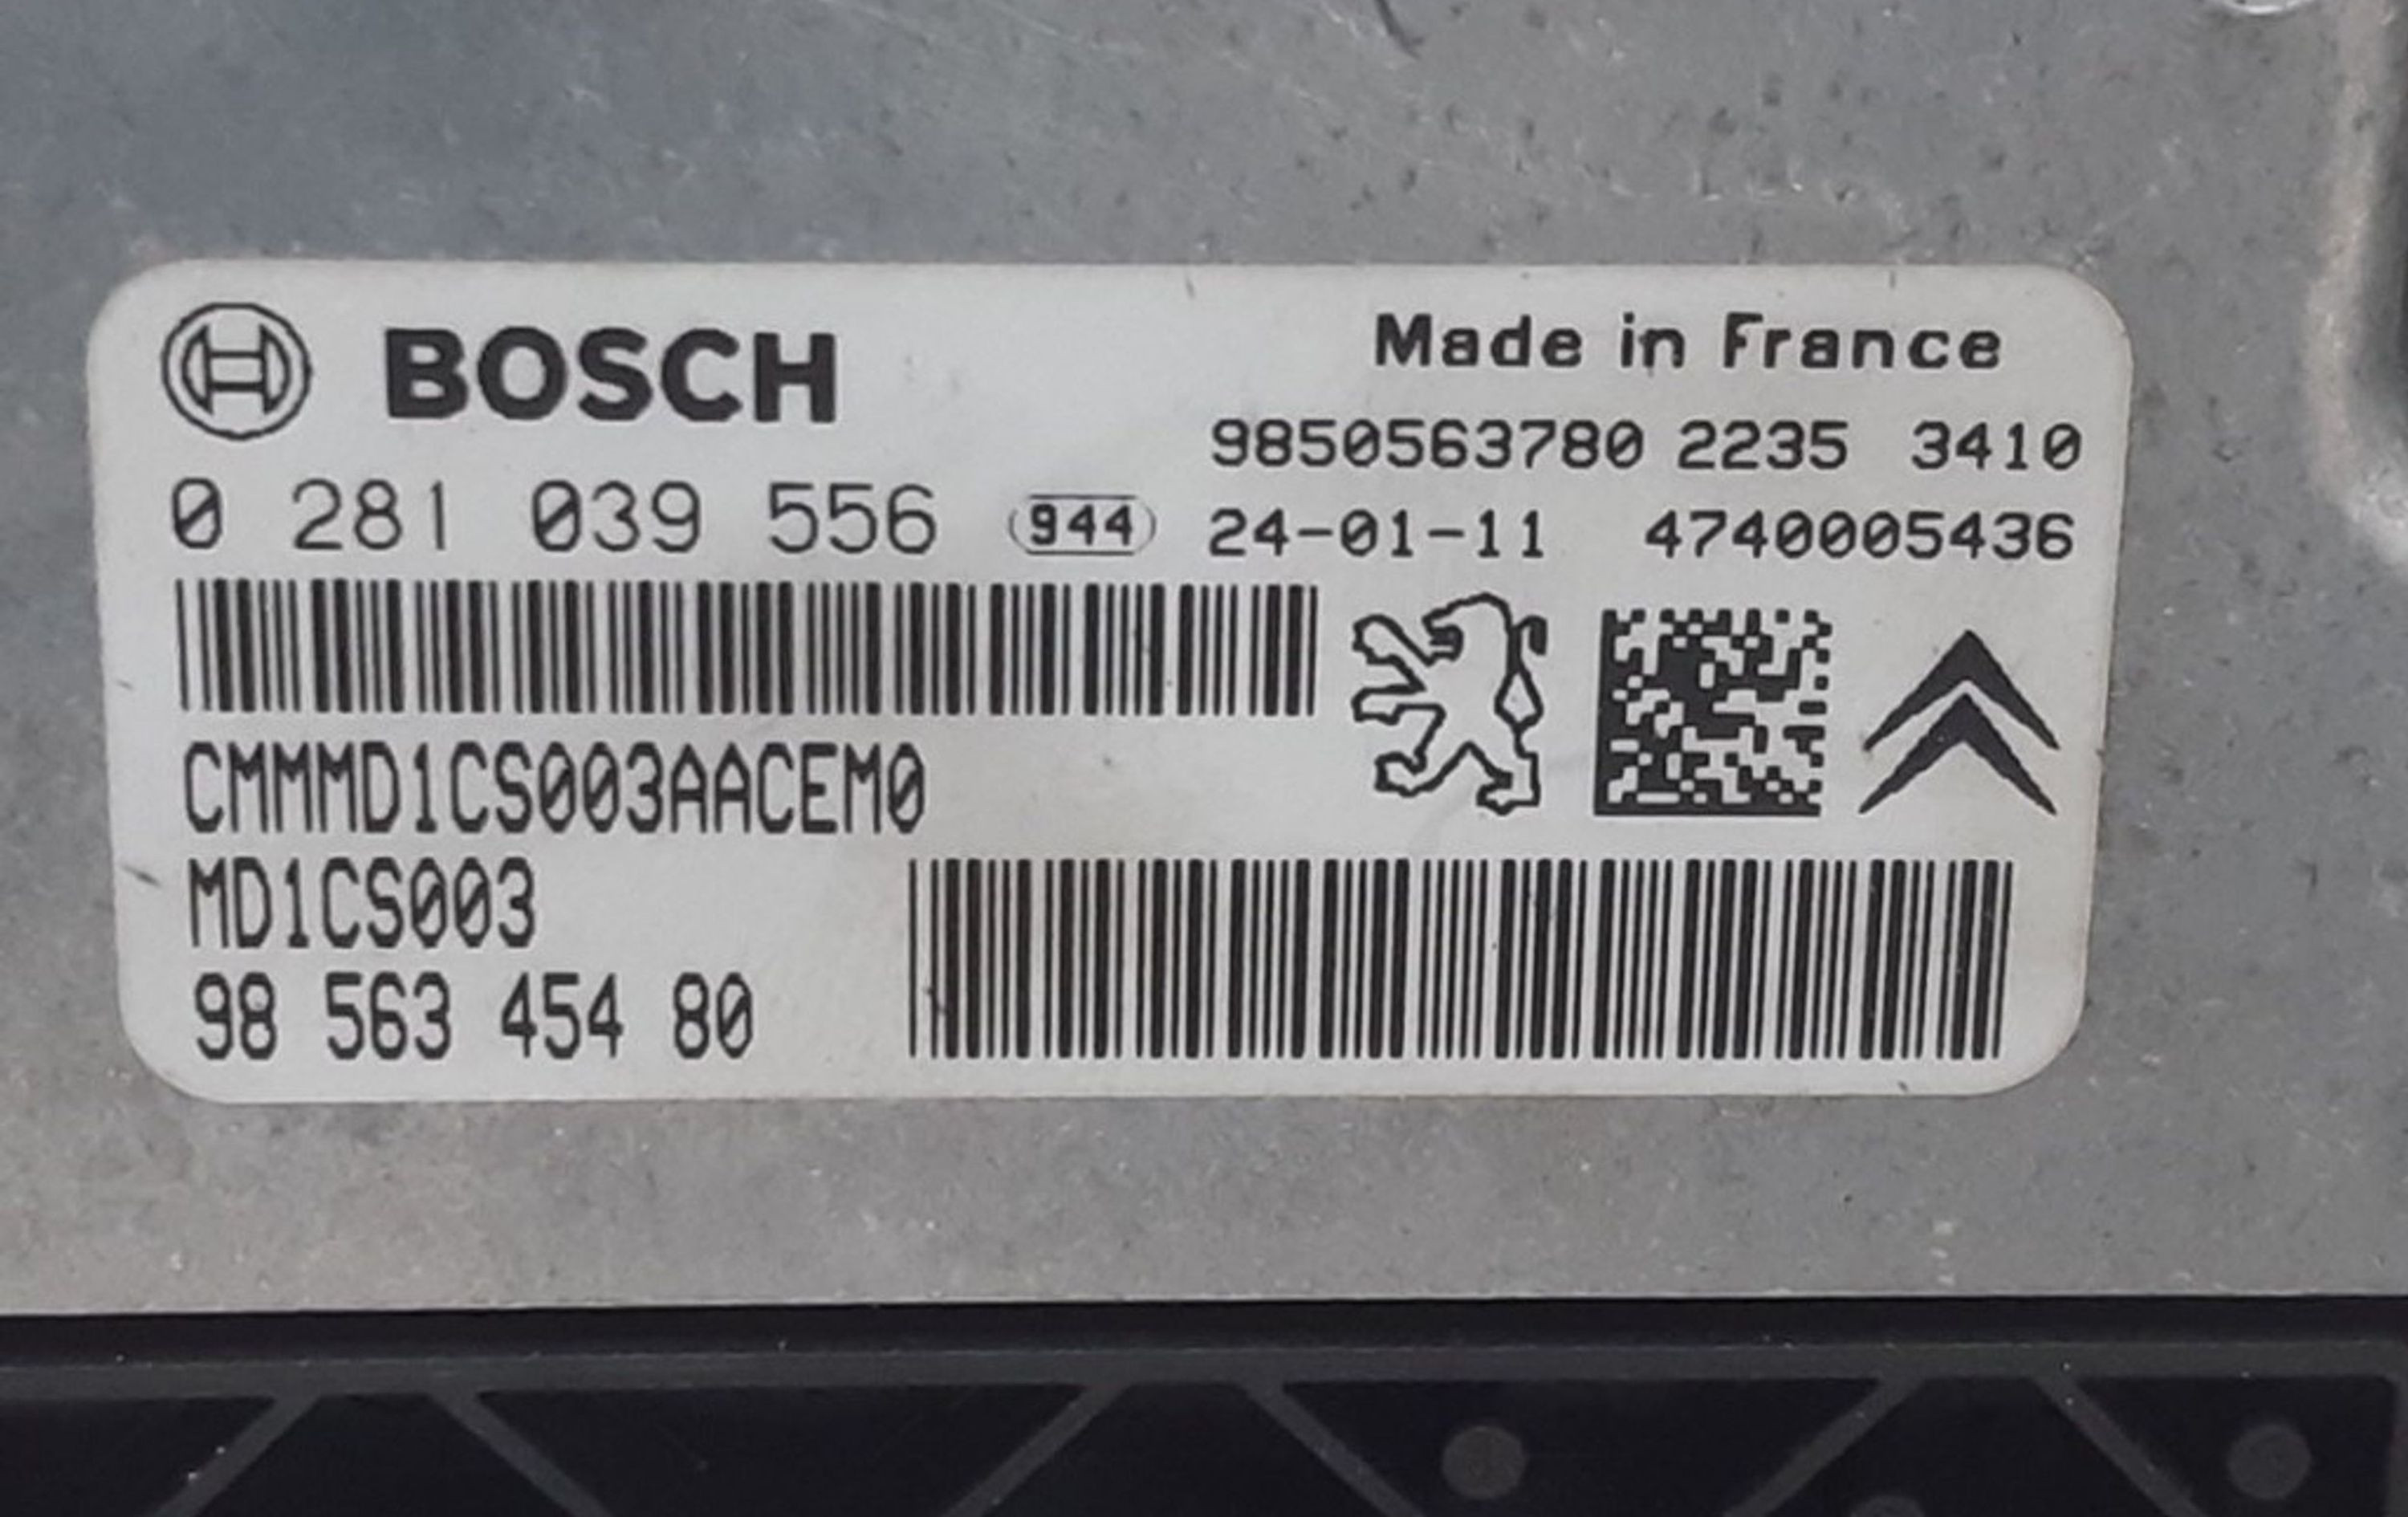 BOSCH
Made in France
9850563780 2235 3410
0 281 039 556 944 24-01-11 4740005436
CMMMD1CS003AACEM0
MD1CS003
98 563 454 80